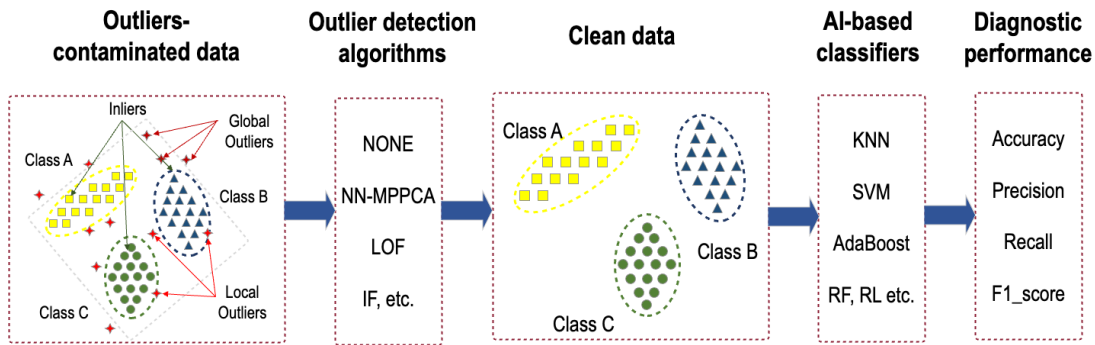 Outliers-
contaminated data
Outlier detection
algorithms
Clean data
AI-based
classifiers
Diagnostic
performance
Inliers
Global
Outliers
Class A
Class B
Local
Outliers
Class C
NONE
NN-MPPCA
LOF
IF, etc.
Class A
Class B
Class C
KNN
SVM
AdaBoost
RF, RL etc.
Accuracy
Precision
Recall
F1_score